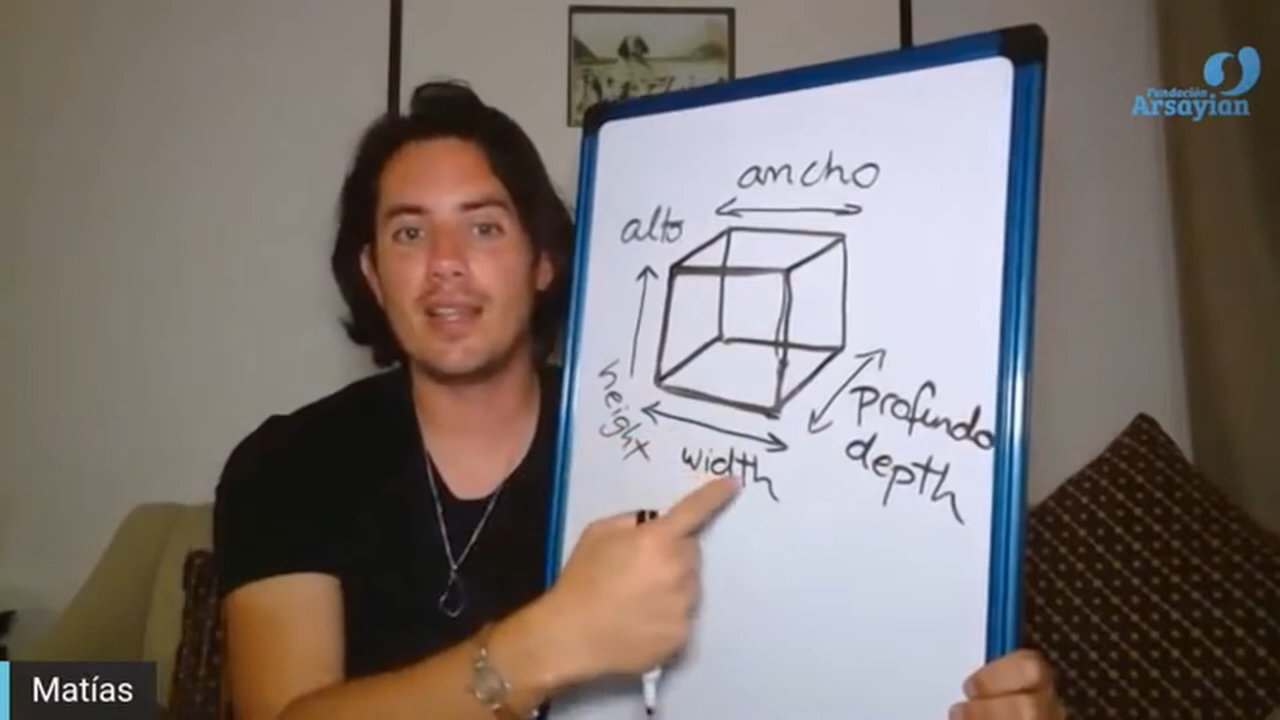 Fundación
Arsayian
ancho
alto
height
width
profundo
depth
Matías